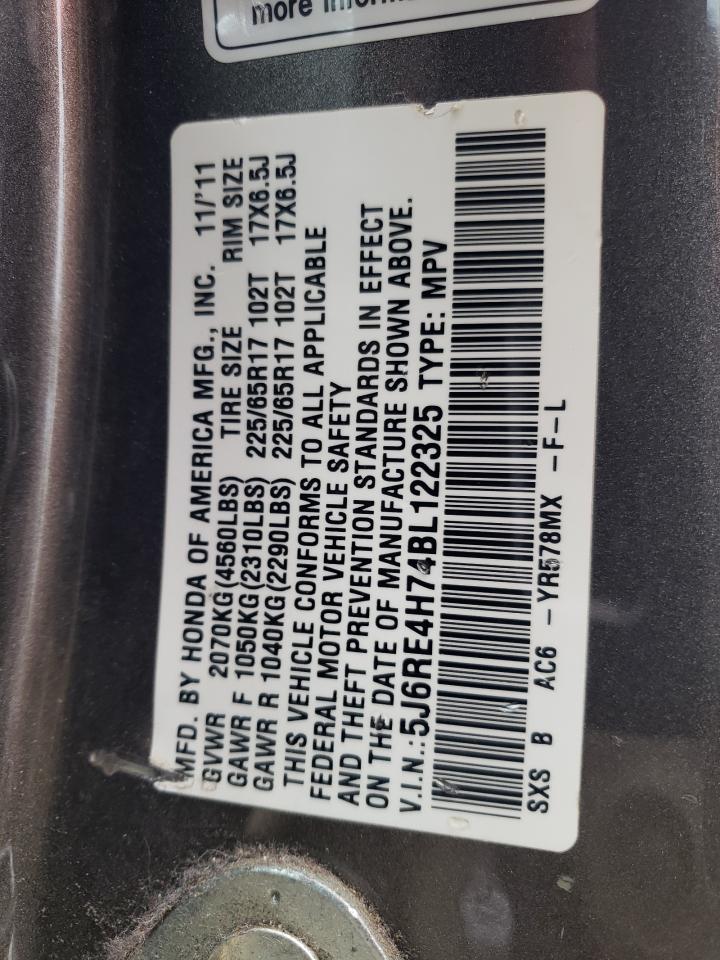 more
MFD. BY HONDA OF AMERICA MFG., INC. 11/'11
GVWR 2070KG(4560LBS) TIRE SIZE RIM SIZE
GAWR F 1050KG(2310LBS) 225/65R17 102T 17X6.5J
GAWR R 1040KG(2290LBS) 225/65R17 102T 17X6.5J
THIS VEHICLE CONFORMS TO ALL APPLICABLE
FEDERAL MOTOR VEHICLE SAFETY
AND THEFT PREVENTION STANDARDS IN EFFECT
ON THE DATE OF MANUFACTURE SHOWN ABOVE.
V.I.N.:5J6RE4H74BL122325 TYPE: MPV
SXS B AC6 -YR578MX -F-L